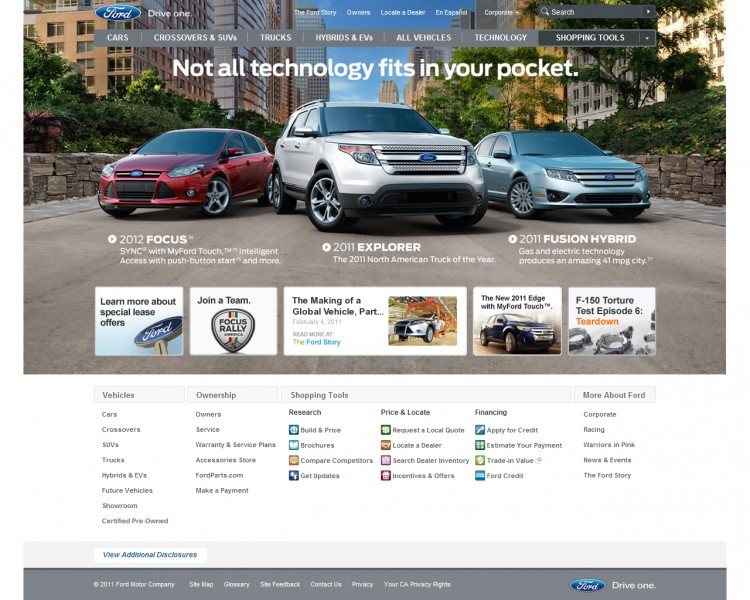 Ford Drive one.
The Ford Story Owners Locate a Dealer En Español Corporate Search
CARS CROSSOVERS & SUVs TRUCKS HYBRIDS & EVs ALL VEHICLES TECHNOLOGY SHOPPING TOOLS
Not all technology fits in your pocket.
2012 FOCUS™
SYNC® with MyFord Touch,™ Intelligent
Access with push-button start and more.
2011 EXPLORER
The 2011 North American Truck of the Year.
2011 FUSION HYBRID
Gas and electric technology
produces an amazing 41 mpg city.
Learn more about
special lease
offers
Ford
Join a Team.
FOCUS
RALLY
AMERICA
The Making of a
Global Vehicle, Part...
February 4, 2011
READ MORE AT:
The Ford Story
The New 2011 Edge
with MyFord Touch™.
F-150 Torture
Test Episode 6:
Teardown
Vehicles
Cars
Crossovers
SUVs
Trucks
Hybrids & EVs
Future Vehicles
Showroom
Certified Pre-Owned
Ownership
Owners
Service
Warranty & Service Plans
Accessories Store
FordParts.com
Make a Payment
Shopping Tools
Research
Build & Price
Brochures
Compare Competitors
Get Updates
Price & Locate
Request a Local Quote
Locate a Dealer
Search Dealer Inventory
Incentives & Offers
Financing
Apply for Credit
Estimate Your Payment
Trade-in Value
Ford Credit
More About Ford
Corporate
Racing
Warriors in Pink
News & Events
The Ford Story
View Additional Disclosures
© 2011 Ford Motor Company Site Map Glossary Site Feedback Contact Us Privacy Your CA Privacy Rights
Ford Drive one.